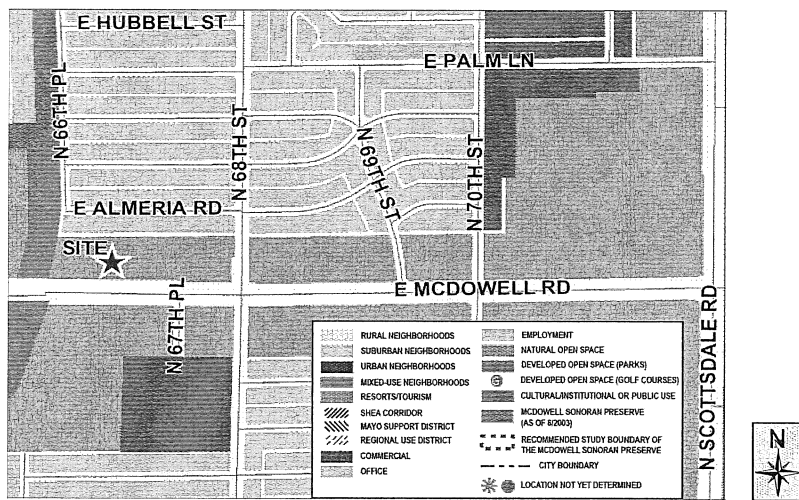 E HUBBELL ST
E PALM LN
N 66TH PL
N 68TH ST
N 69TH ST
N 70TH ST
E ALMERIA RD
SITE
E MCDOWELL RD
N 67TH PL
N SCOTTSDALE RD
RURAL NEIGHBORHOODS
SUBURBAN NEIGHBORHOODS
URBAN NEIGHBORHOODS
MIXED-USE NEIGHBORHOODS
RESORTS/TOURISM
SHEA CORRIDOR
MAYO SUPPORT DISTRICT
REGIONAL USE DISTRICT
COMMERCIAL
OFFICE
EMPLOYMENT
NATURAL OPEN SPACE
DEVELOPED OPEN SPACE (PARKS)
DEVELOPED OPEN SPACE (GOLF COURSES)
CULTURAL/INSTITUTIONAL OR PUBLIC USE
MCDOWELL SONORAN PRESERVE
(AS OF 8/2003)
RECOMMENDED STUDY BOUNDARY OF
THE MCDOWELL SONORAN PRESERVE
CITY BOUNDARY
LOCATION NOT YET DETERMINED
N